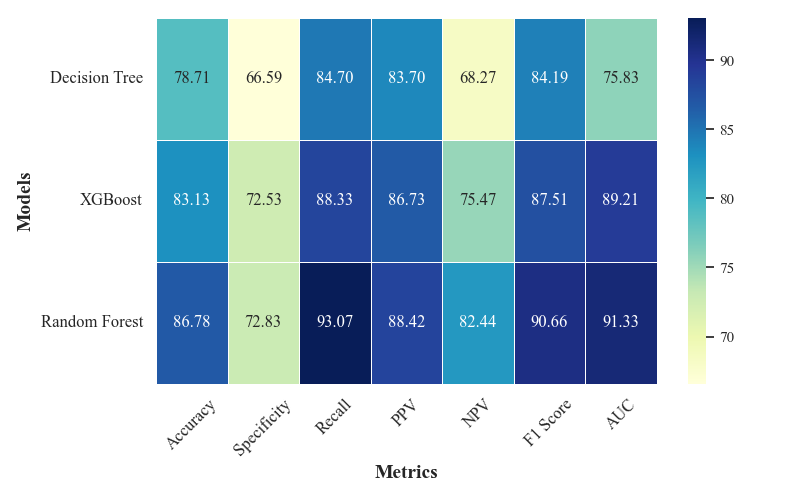 Decision Tree 78.71 66.59 84.70 83.70 68.27 84.19 75.83
XGBoost 83.13 72.53 88.33 86.73 75.47 87.51 89.21
Random Forest 86.78 72.83 93.07 88.42 82.44 90.66 91.33
Models
Accuracy Specificity Recall PPV NPV F1 Score AUC
Metrics
90
85
80
75
70